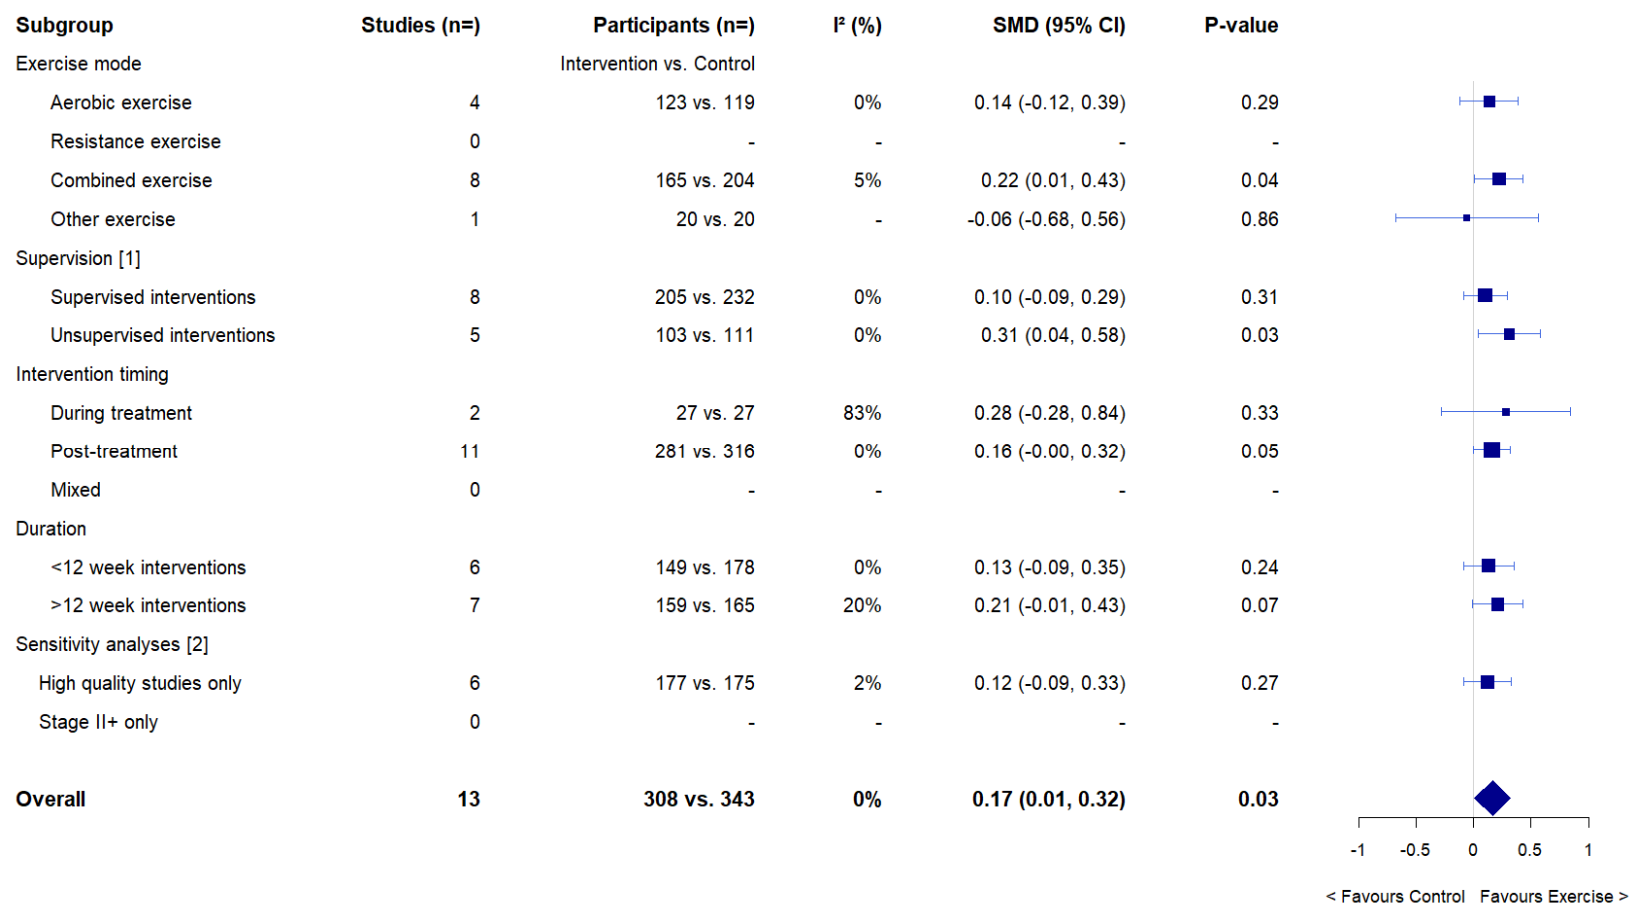 Subgroup Studies (n=) Participants (n=) I² (%) SMD (95% CI) P-value
Exercise mode Intervention vs. Control
Aerobic exercise 4 123 vs. 119 0% 0.14 (-0.12, 0.39) 0.29
Resistance exercise 0 - - - -
Combined exercise 8 165 vs. 204 5% 0.22 (0.01, 0.43) 0.04
Other exercise 1 20 vs. 20 - -0.06 (-0.68, 0.56) 0.86
Supervision [1]
Supervised interventions 8 205 vs. 232 0% 0.10 (-0.09, 0.29) 0.31
Unsupervised interventions 5 103 vs. 111 0% 0.31 (0.04, 0.58) 0.03
Intervention timing
During treatment 2 27 vs. 27 83% 0.28 (-0.28, 0.84) 0.33
Post-treatment 11 281 vs. 316 0% 0.16 (-0.00, 0.32) 0.05
Mixed 0 - - - -
Duration
<12 week interventions 6 149 vs. 178 0% 0.13 (-0.09, 0.35) 0.24
>12 week interventions 7 159 vs. 165 20% 0.21 (-0.01, 0.43) 0.07
Sensitivity analyses [2]
High quality studies only 6 177 vs. 175 2% 0.12 (-0.09, 0.33) 0.27
Stage II+ only 0 - - - -
Overall 13 308 vs. 343 0% 0.17 (0.01, 0.32) 0.03
-1 -0.5 0 0.5 1
< Favours Control Favours Exercise >